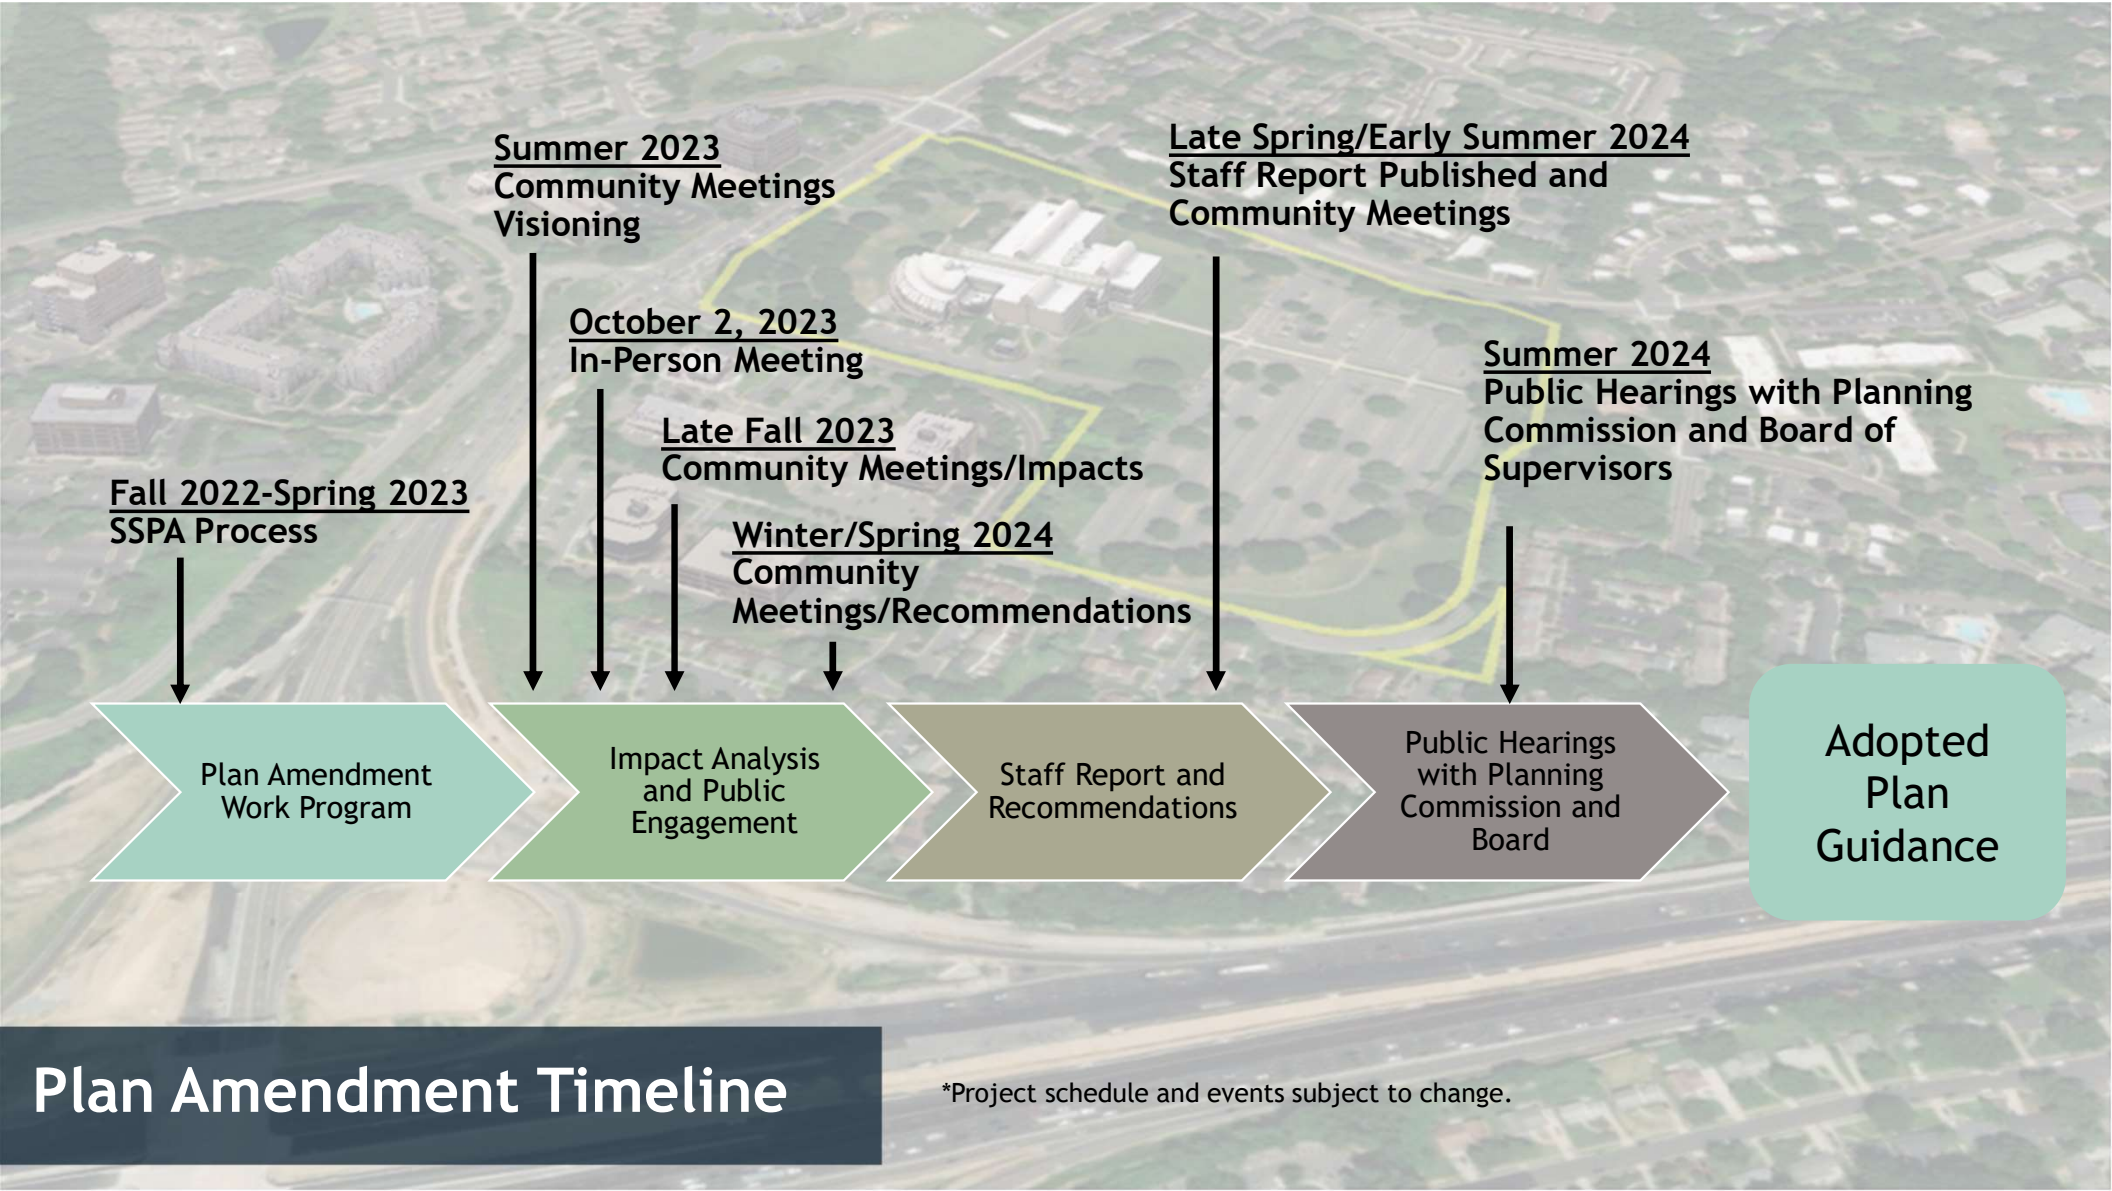 Summer 2023
Community Meetings
Visioning
Late Spring/Early Summer 2024
Staff Report Published and
Community Meetings
October 2, 2023
In-Person Meeting
Summer 2024
Public Hearings with Planning
Commission and Board of
Supervisors
Late Fall 2023
Community Meetings/Impacts
Fall 2022-Spring 2023
SSPA Process
Winter/Spring 2024
Community
Meetings/Recommendations
Plan Amendment
Work Program
Impact Analysis
and Public
Engagement
Staff Report and
Recommendations
Public Hearings
with Planning
Commission and
Board
Adopted
Plan
Guidance
Plan Amendment Timeline
*Project schedule and events subject to change.